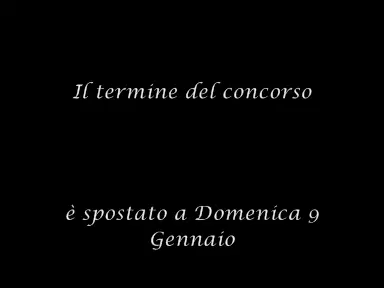 Il termine del concorso
è spostato a Domenica 9
Gennaio